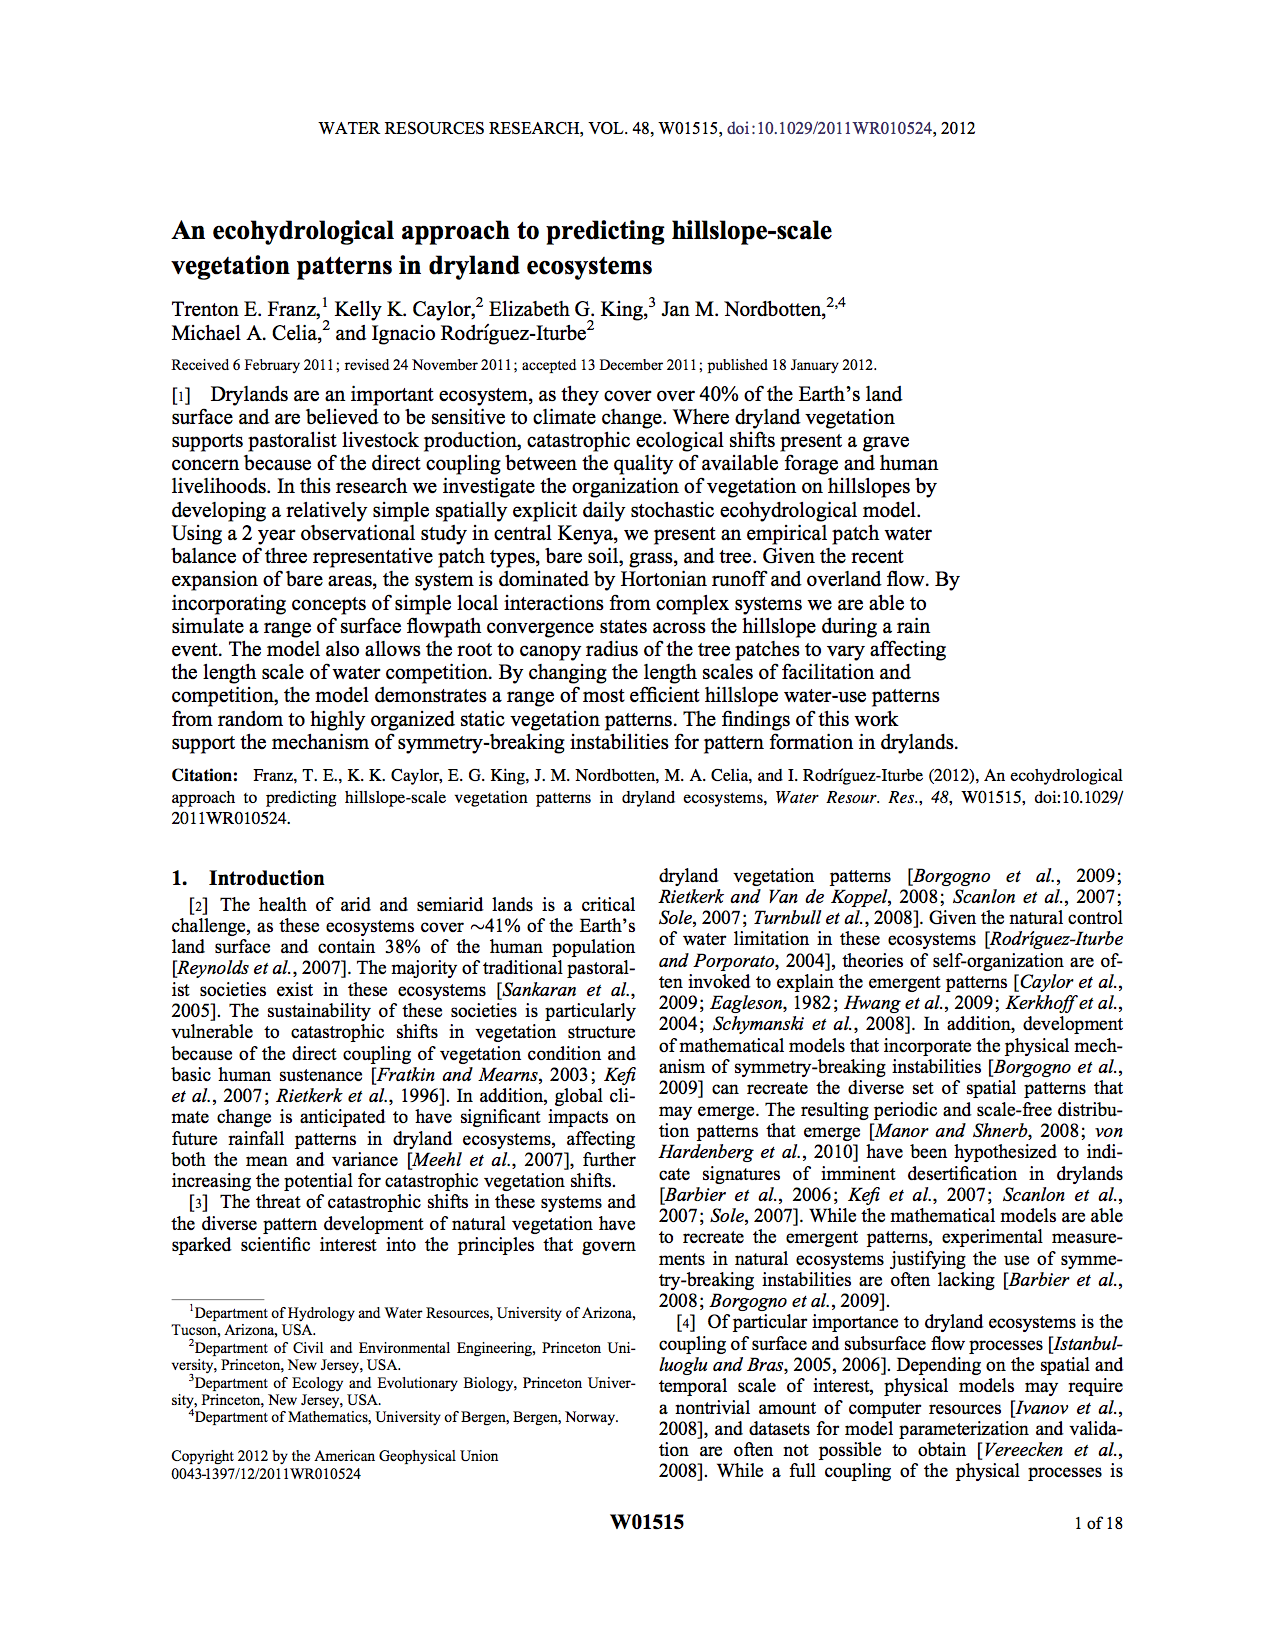 WATER RESOURCES RESEARCH, VOL. 48, W01515, doi:10.1029/2011WR010524, 2012
An ecohydrological approach to predicting hillslope-scale
vegetation patterns in dryland ecosystems
Trenton E. Franz,1 Kelly K. Caylor,2 Elizabeth G. King,3 Jan M. Nordbotten,2,4
Michael A. Celia,2 and Ignacio Rodríguez-Iturbe2
Received 6 February 2011; revised 24 November 2011; accepted 13 December 2011; published 18 January 2012.
[1] Drylands are an important ecosystem, as they cover over 40% of the Earth's land
surface and are believed to be sensitive to climate change. Where dryland vegetation
supports pastoralist livestock production, catastrophic ecological shifts present a grave
concern because of the direct coupling between the quality of available forage and human
livelihoods. In this research we investigate the organization of vegetation on hillslopes by
developing a relatively simple spatially explicit daily stochastic ecohydrological model.
Using a 2 year observational study in central Kenya, we present an empirical patch water
balance of three representative patch types, bare soil, grass, and tree. Given the recent
expansion of bare areas, the system is dominated by Hortonian runoff and overland flow. By
incorporating concepts of simple local interactions from complex systems we are able to
simulate a range of surface flowpath convergence states across the hillslope during a rain
event. The model also allows the root to canopy radius of the tree patches to vary affecting
the length scale of water competition. By changing the length scales of facilitation and
competition, the model demonstrates a range of most efficient hillslope water-use patterns
from random to highly organized static vegetation patterns. The findings of this work
support the mechanism of symmetry-breaking instabilities for pattern formation in drylands.
Citation: Franz, T. E., K. K. Caylor, E. G. King, J. M. Nordbotten, M. A. Celia, and I. Rodríguez-Iturbe (2012), An ecohydrological
approach to predicting hillslope-scale vegetation patterns in dryland ecosystems, Water Resour. Res., 48, W01515, doi:10.1029/
2011WR010524.
1. Introduction
[2] The health of arid and semiarid lands is a critical
challenge, as these ecosystems cover ~41% of the Earth's
land surface and contain 38% of the human population
[Reynolds et al., 2007]. The majority of traditional pastoral-
ist societies exist in these ecosystems [Sankaran et al.,
2005]. The sustainability of these societies is particularly
vulnerable to catastrophic shifts in vegetation structure
because of the direct coupling of vegetation condition and
basic human sustenance [Fratkin and Mearns, 2003; Kefi
et al., 2007; Rietkerk et al., 1996]. In addition, global cli-
mate change is anticipated to have significant impacts on
future rainfall patterns in dryland ecosystems, affecting
both the mean and variance [Meehl et al., 2007], further
increasing the potential for catastrophic vegetation shifts.
[3] The threat of catastrophic shifts in these systems and
the diverse pattern development of natural vegetation have
sparked scientific interest into the principles that govern
1Department of Hydrology and Water Resources, University of Arizona,
Tucson, Arizona, USA.
2Department of Civil and Environmental Engineering, Princeton Uni-
versity, Princeton, New Jersey, USA.
3Department of Ecology and Evolutionary Biology, Princeton Univer-
sity, Princeton, New Jersey, USA.
4Department of Mathematics, University of Bergen, Bergen, Norway.
Copyright 2012 by the American Geophysical Union
0043-1397/12/2011WR010524
dryland vegetation patterns [Borgogno et al., 2009;
Rietkerk and Van de Koppel, 2008; Scanlon et al., 2007;
Sole, 2007; Turnbull et al., 2008]. Given the natural control
of water limitation in these ecosystems [Rodríguez-Iturbe
and Porporato, 2004], theories of self-organization are of-
ten invoked to explain the emergent patterns [Caylor et al.,
2009; Eagleson, 1982; Hwang et al., 2009; Kerkhoff et al.,
2004; Schymanski et al., 2008]. In addition, development
of mathematical models that incorporate the physical mech-
anism of symmetry-breaking instabilities [Borgogno et al.,
2009] can recreate the diverse set of spatial patterns that
may emerge. The resulting periodic and scale-free distribu-
tion patterns that emerge [Manor and Shnerb, 2008; von
Hardenberg et al., 2010] have been hypothesized to indi-
cate signatures of imminent desertification in drylands
[Barbier et al., 2006; Kefi et al., 2007; Scanlon et al.,
2007; Sole, 2007]. While the mathematical models are able
to recreate the emergent patterns, experimental measure-
ments in natural ecosystems justifying the use of symme-
try-breaking instabilities are often lacking [Barbier et al.,
2008; Borgogno et al., 2009].
[4] Of particular importance to dryland ecosystems is the
coupling of surface and subsurface flow processes [Istanbul-
luoglu and Bras, 2005, 2006]. Depending on the spatial and
temporal scale of interest, physical models may require
a nontrivial amount of computer resources [Ivanov et al.,
2008], and datasets for model parameterization and valida-
tion are often not possible to obtain [Vereecken et al.,
2008]. While a full coupling of the physical processes is
W01515
1 of 18